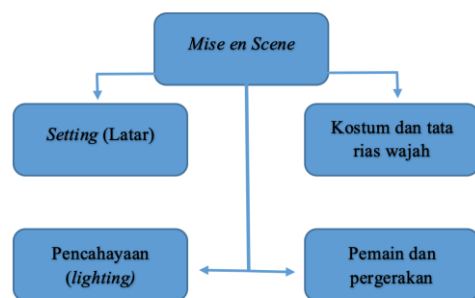 Mise en Scene
Setting (Latar)
Kostum dan tata
rias wajah
Pencahayaan
(lighting)
Pemain dan
pergerakan